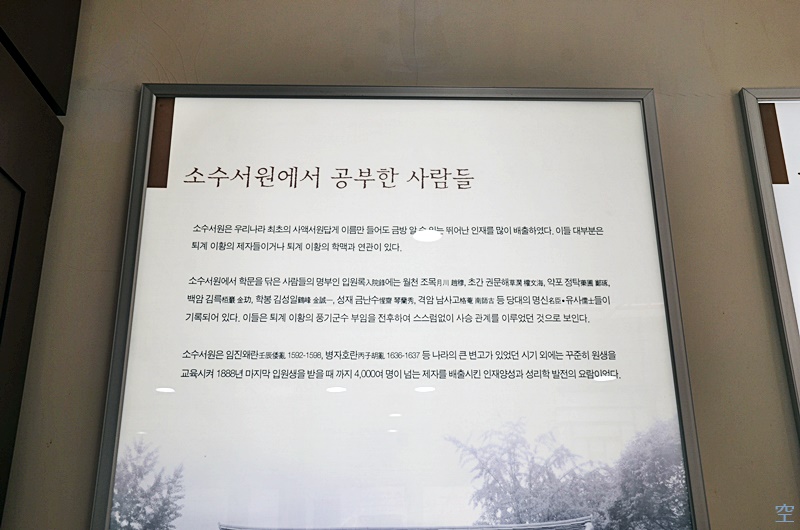 소수서원에서 공부한 사람들
소수서원은 우리나라 최초의 사액서원답게 이름만 들어도 금방 알 수 있는 뛰어난 인재를 많이 배출하였다. 이들 대부분은
퇴계 이황의 제자들이거나 퇴계 이황의 학맥과 연관이 있다.
소수서원에서 학문을 닦은 사람들의 명부인 입원록入院錄에는 월천 조목月川 趙穆, 초간 권문해草澗 權文海, 약포 정탁藥圃 鄭琢,
백암 김륵栢巖 金玏, 학봉 김성일鶴峰 金誠一, 성재 금난수惺齋 琴蘭秀, 격암 남사고格菴 南師古 등 당대의 명신名臣•유사儒士들이
기록되어 있다. 이들은 퇴계 이황의 풍기군수 부임을 전후하여 스스럼없이 사승 관계를 이루었던 것으로 보인다.
소수서원은 임진왜란壬辰倭亂 1592-1598, 병자호란丙子胡亂 1636-1637 등 나라의 큰 변고가 있었던 시기 외에는 꾸준히 원생을
교육시켜 1888년 마지막 입원생을 받을 때 까지 4,000여 명이 넘는 제자를 배출시킨 인재양성과 성리학 발전의 요람이었다.
空